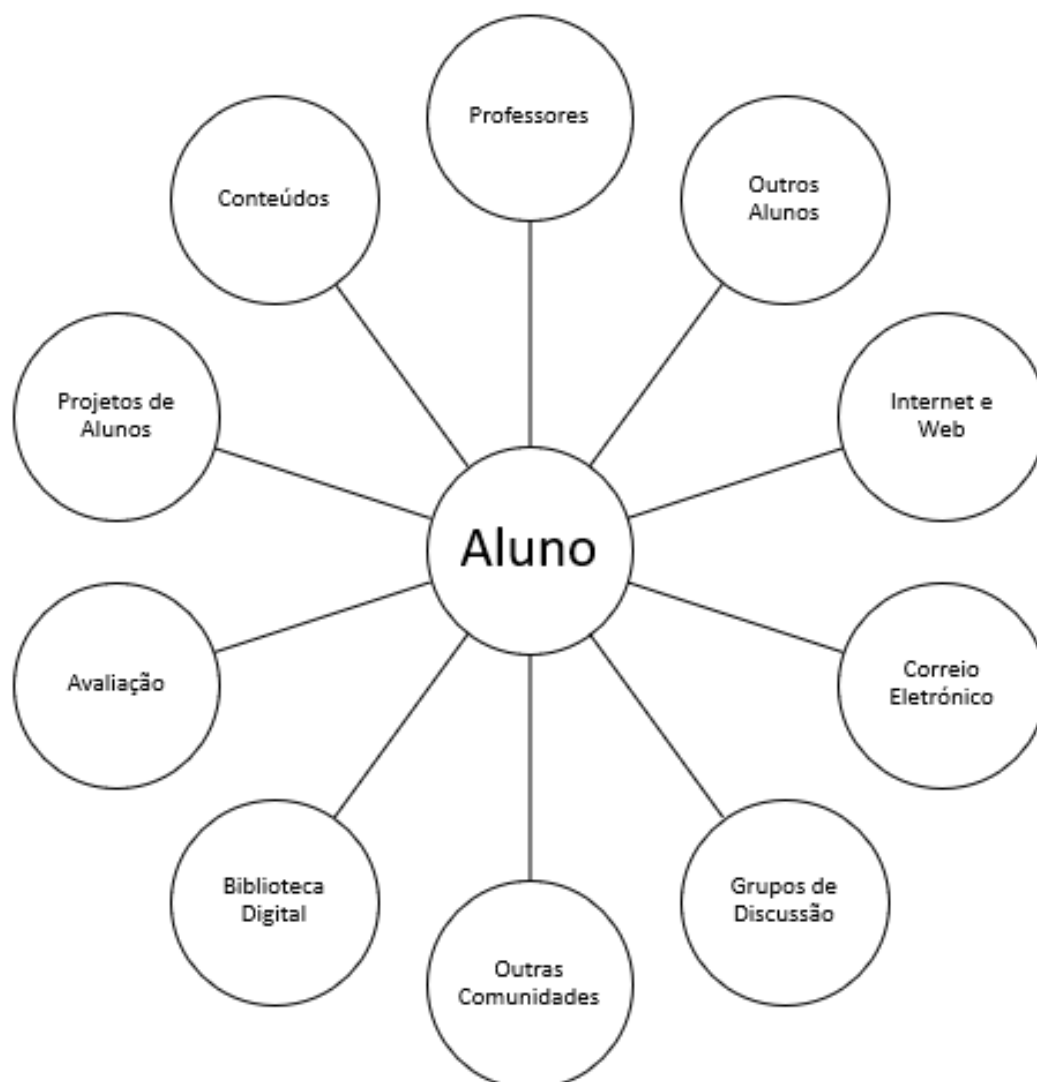 Professores
Conteúdos
Outros
Alunos
Projetos de
Alunos
Internet e
Web
Aluno
Avaliação
Correio
Eletrónico
Biblioteca
Digital
Grupos de
Discussão
Outras
Comunidades